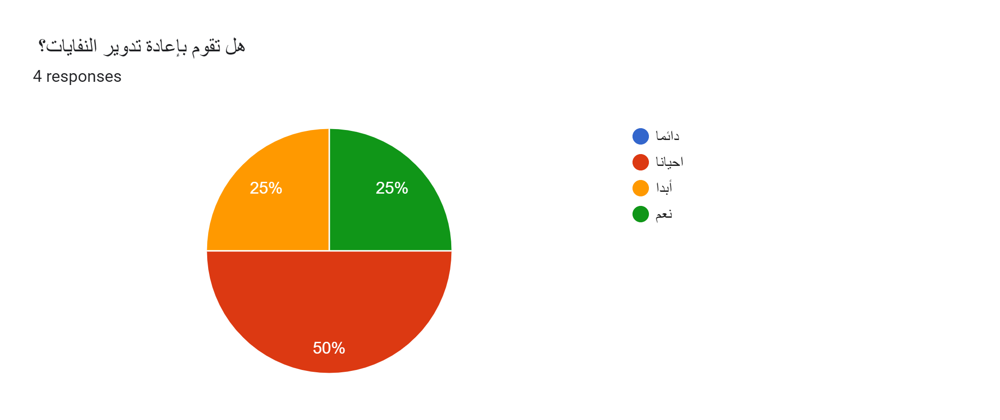 هل تقوم بإعادة تدوير النفايات؟
4 responses
25%
25%
50%
دائما
احيانا
أبدا
نعم